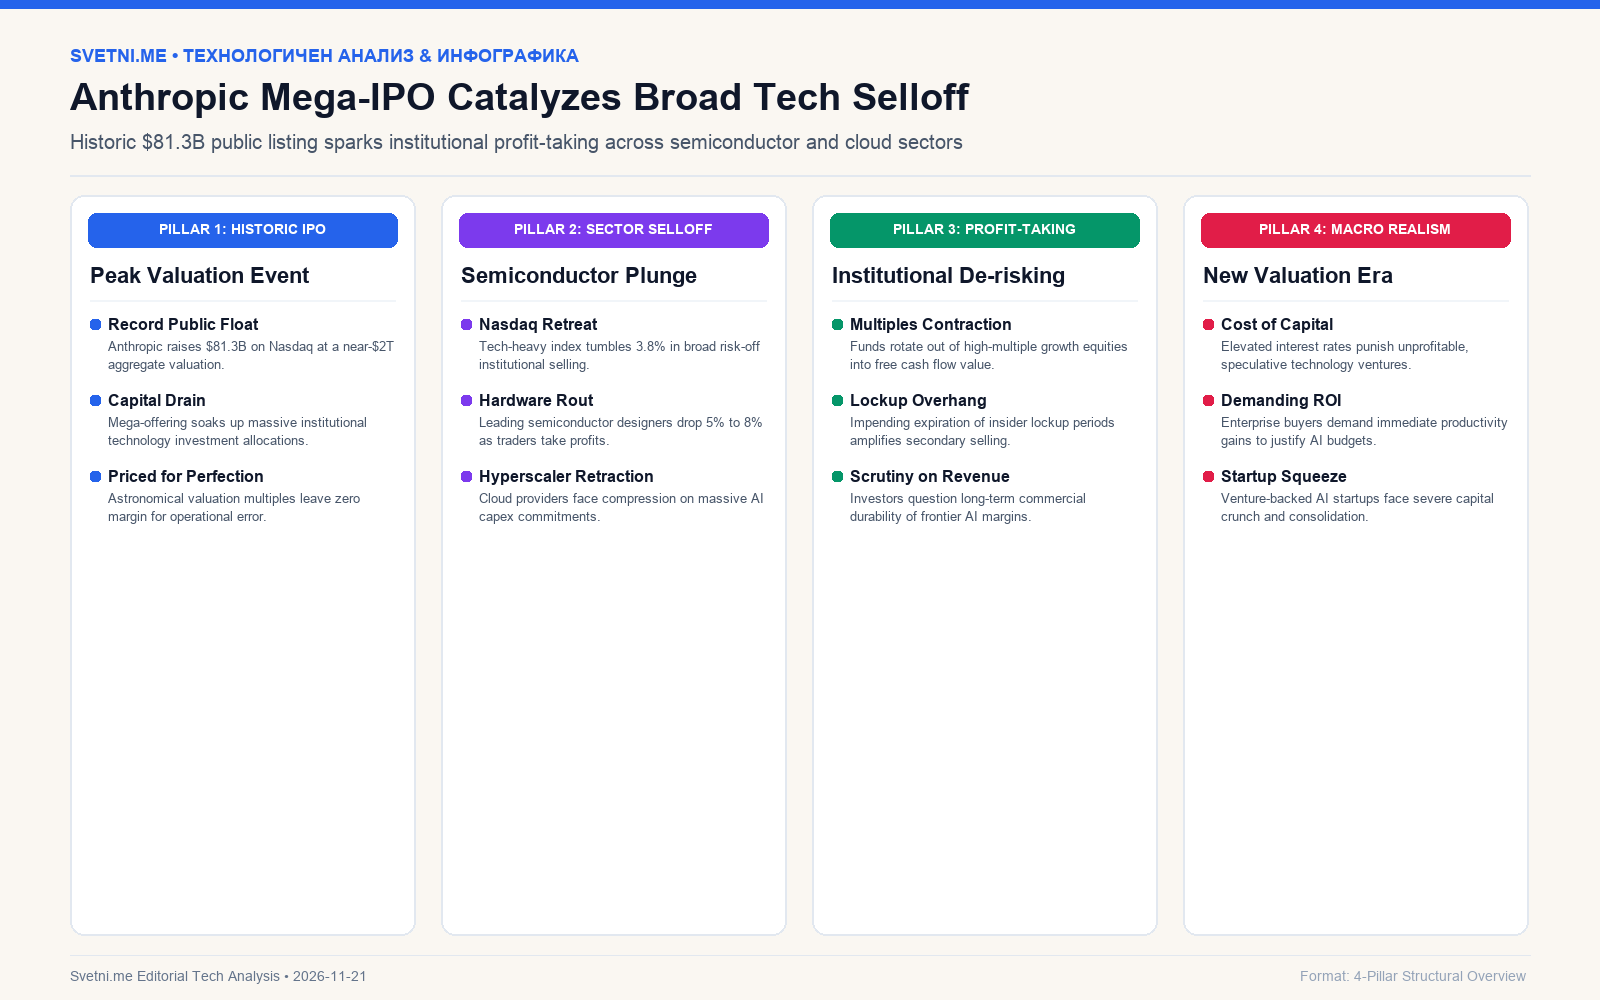 SVETNI.ME • ТЕХНОЛОГИЧЕН АНАЛИЗ & ИНФОГРАФИКА
Anthropic Mega-IPO Catalyzes Broad Tech Selloff
Historic $81.3B public listing sparks institutional profit-taking across semiconductor and cloud sectors
PILLAR 1: HISTORIC IPO
Peak Valuation Event
Record Public Float
Anthropic raises $81.3B on Nasdaq at a near-$2T
aggregate valuation.
Capital Drain
Mega-offering soaks up massive institutional
technology investment allocations.
Priced for Perfection
Astronomical valuation multiples leave zero
margin for operational error.
PILLAR 2: SECTOR SELLOFF
Semiconductor Plunge
Nasdaq Retreat
Tech-heavy index tumbles 3.8% in broad risk-off
institutional selling.
Hardware Rout
Leading semiconductor designers drop 5% to 8%
as traders take profits.
Hyperscaler Retraction
Cloud providers face compression on massive AI
capex commitments.
PILLAR 3: PROFIT-TAKING
Institutional De-risking
Multiples Contraction
Funds rotate out of high-multiple growth equities
into free cash flow value.
Lockup Overhang
Impending expiration of insider lockup periods
amplifies secondary selling.
Scrutiny on Revenue
Investors question long-term commercial
durability of frontier AI margins.
PILLAR 4: MACRO REALISM
New Valuation Era
Cost of Capital
Elevated interest rates punish unprofitable,
speculative technology ventures.
Demanding ROI
Enterprise buyers demand immediate productivity
gains to justify AI budgets.
Startup Squeeze
Venture-backed AI startups face severe capital
crunch and consolidation.
Svetni.me Editorial Tech Analysis • 2026-11-21
Format: 4-Pillar Structural Overview